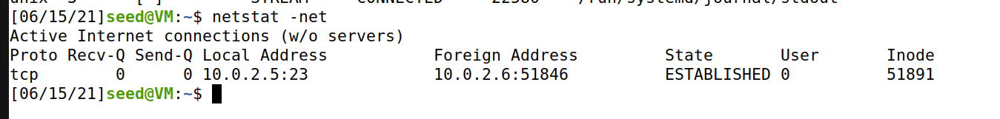 [06/15/21]seed@VM:~$ netstat -net
Active Internet connections (w/o servers)
Proto Recv-Q Send-Q Local Address           Foreign Address         State       User       Inode
tcp        0      0 10.0.2.5:23             10.0.2.6:51846          ESTABLISHED 0          51891
[06/15/21]seed@VM:~$